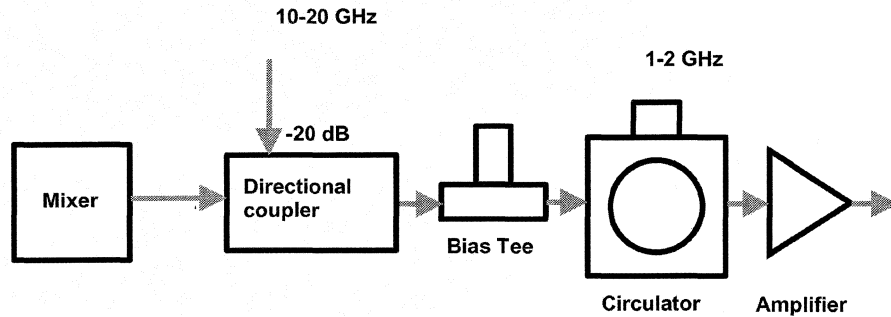 10-20 GHz
1-2 GHz
-20 dB
Mixer
Directional
coupler
Bias Tee
Circulator
Amplifier